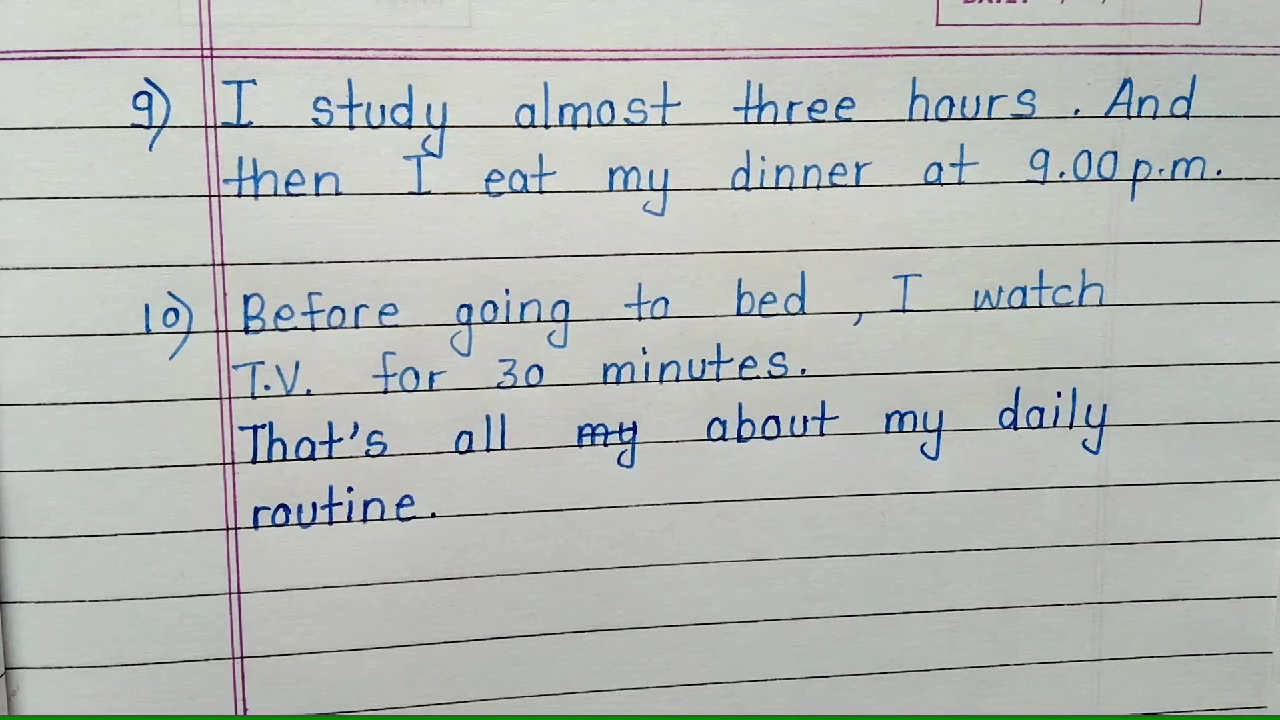 9) I study almost three hours. And
then I eat my dinner at 9.00 p.m.
10) Before going to bed, I watch
T.V. for 30 minutes.
That's all my about my daily
routine.